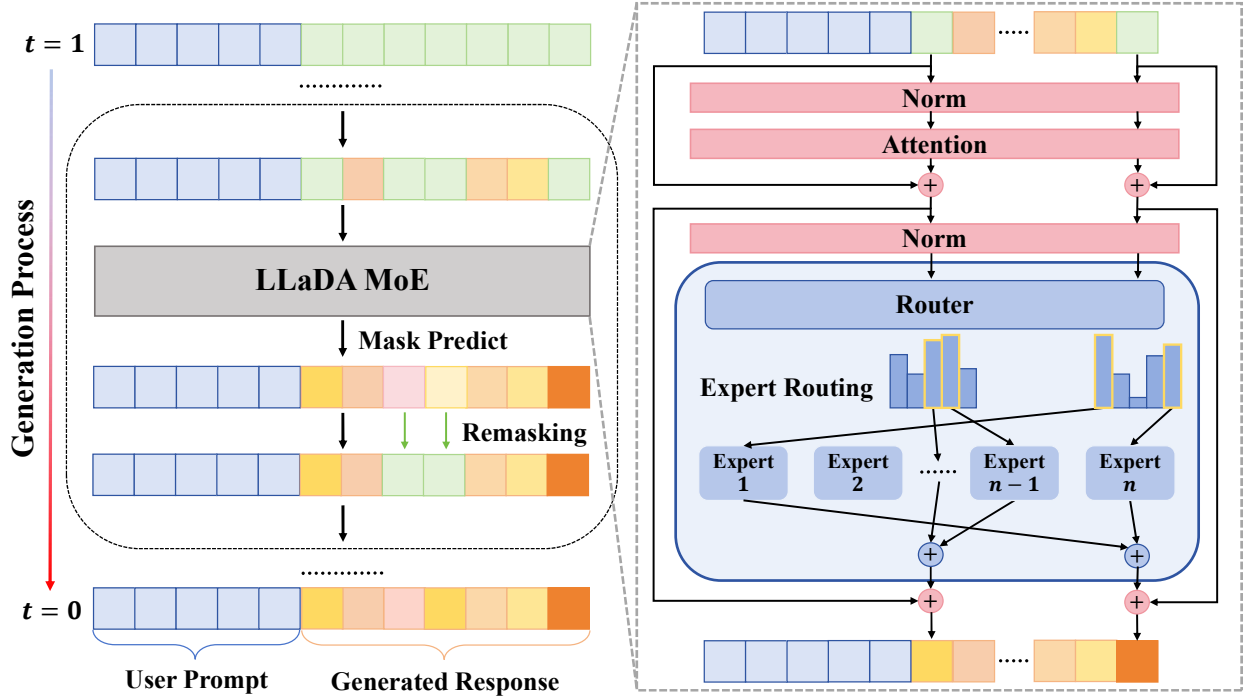 t = 1
.............
LLaDA MoE
Mask Predict
Remasking
.............
t = 0
User Prompt
Generated Response
Generation Process
.....
Norm
Attention
+
+
Norm
Router
Expert Routing
Expert
1
Expert
2
......
Expert
n − 1
Expert
n
+
+
+
+
.....